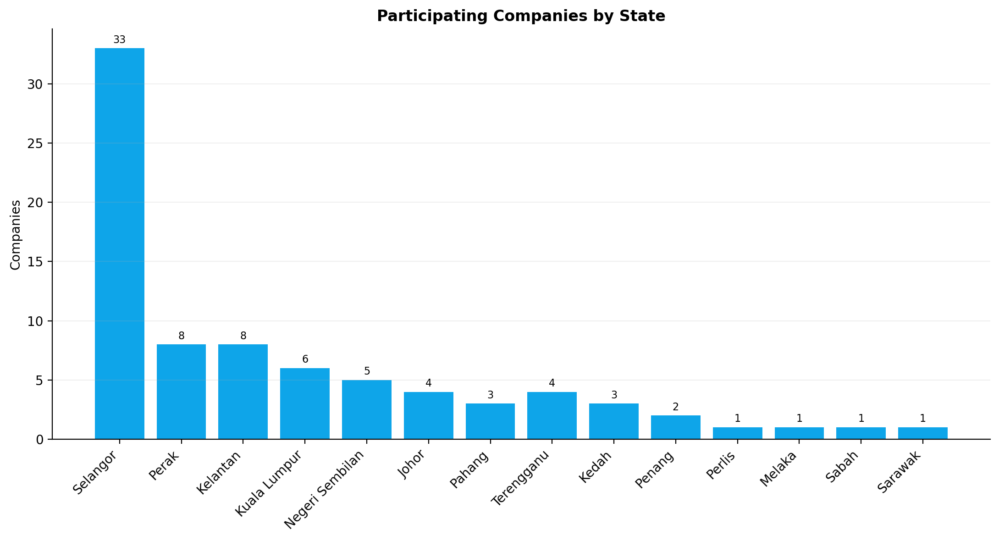 Participating Companies by State
Companies
30
25
20
15
10
5
0
33
8
8
6
5
4
3
4
3
2
1
1
1
1
Selangor
Perak
Kelantan
Kuala Lumpur
Negeri Sembilan
Johor
Pahang
Terengganu
Kedah
Penang
Perlis
Melaka
Sabah
Sarawak